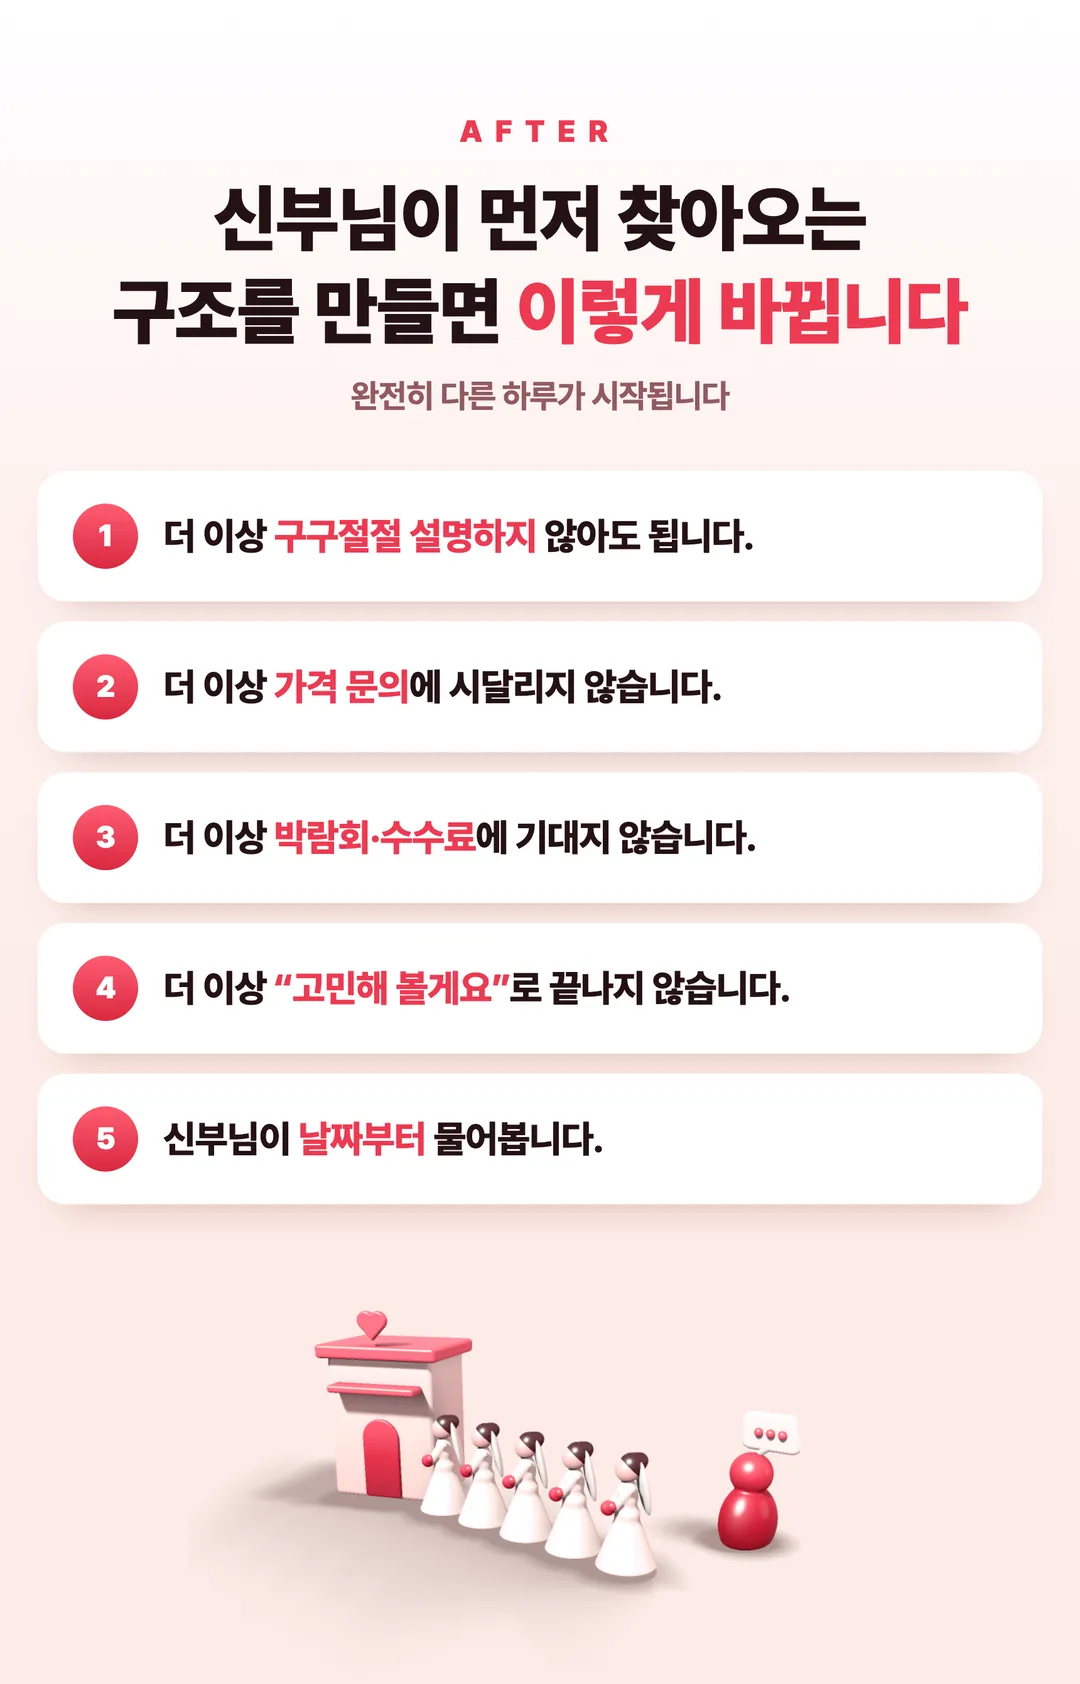 AFTER
신부님이 먼저 찾아오는
구조를 만들면 이렇게 바뀝니다
완전히 다른 하루가 시작됩니다
1 더 이상 구구절절 설명하지 않아도 됩니다.
2 더 이상 가격 문의에 시달리지 않습니다.
3 더 이상 박람회·수수료에 기대지 않습니다.
4 더 이상 “고민해 볼게요”로 끝나지 않습니다.
5 신부님이 날짜부터 물어봅니다.